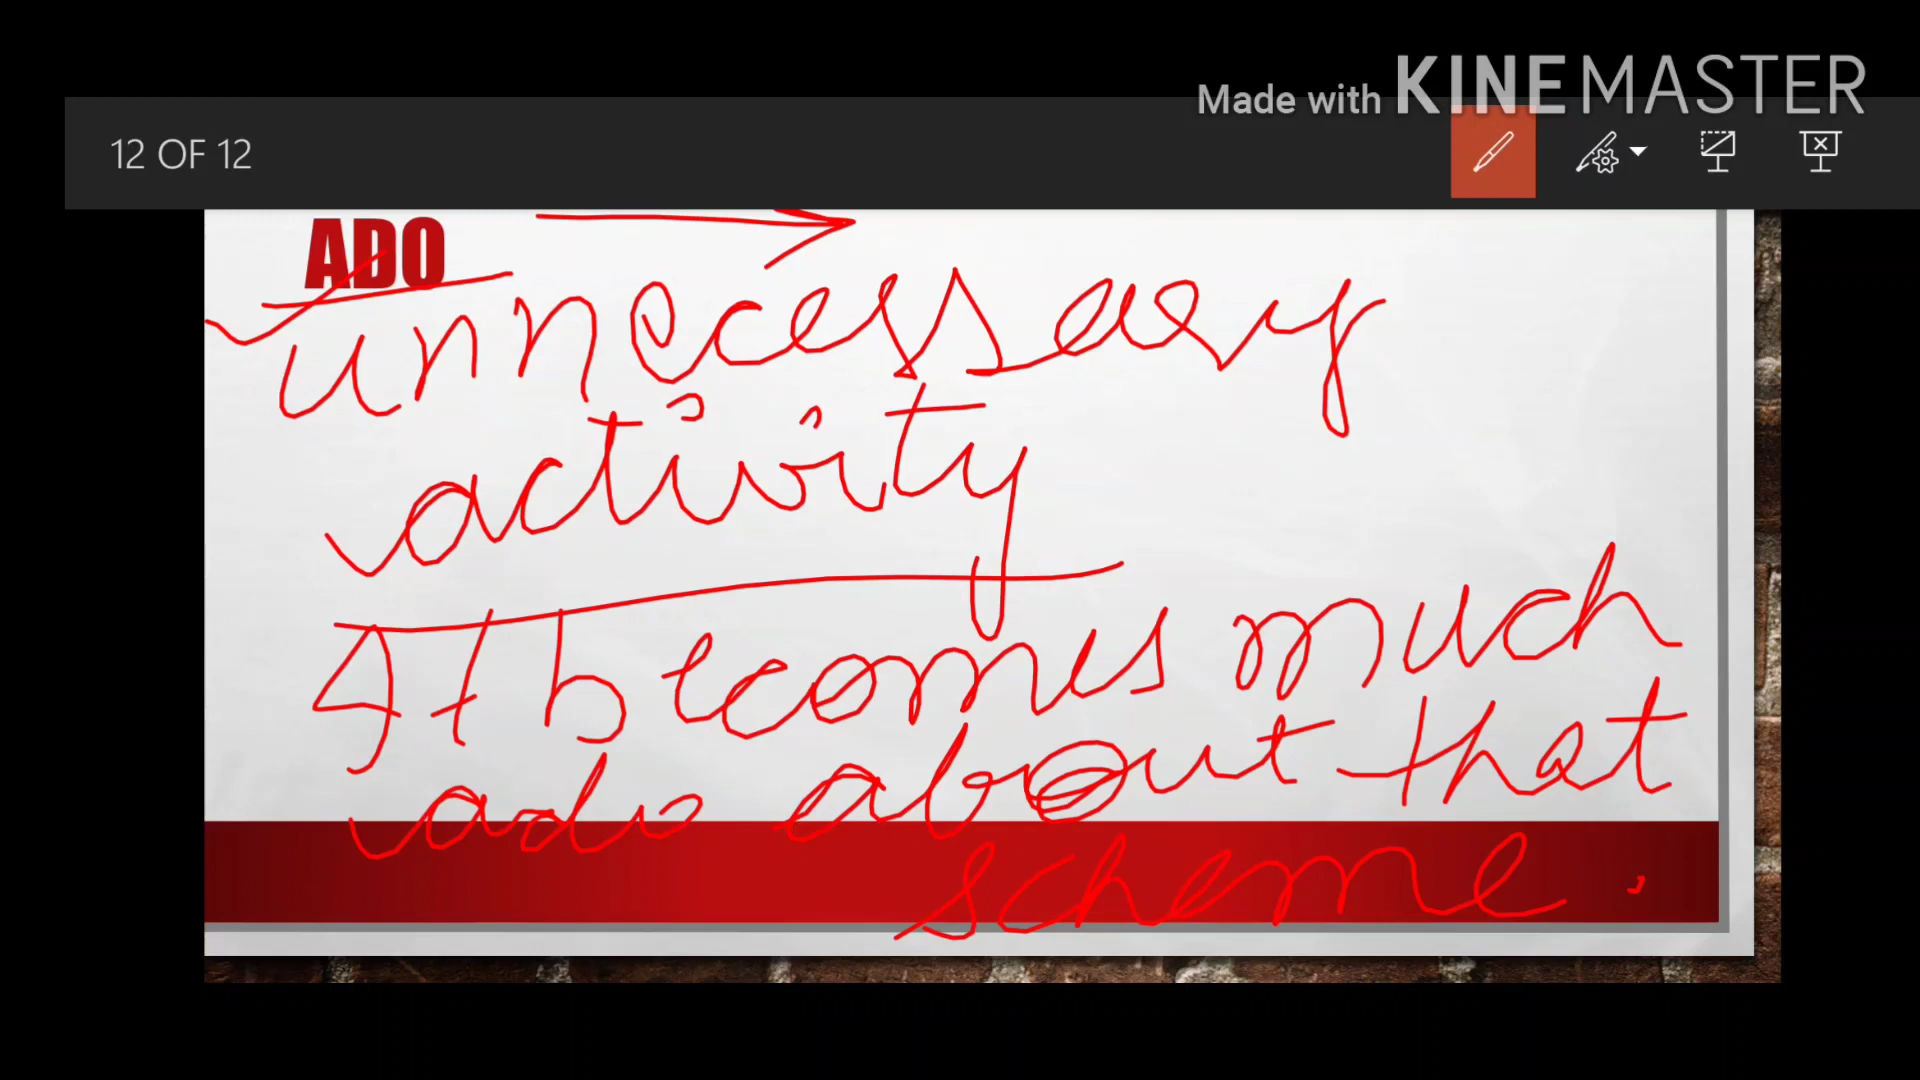 Made with KINEMASTER
12 OF 12
ADO
unnecessary
activity
It becomes much
ado about that
scheme.